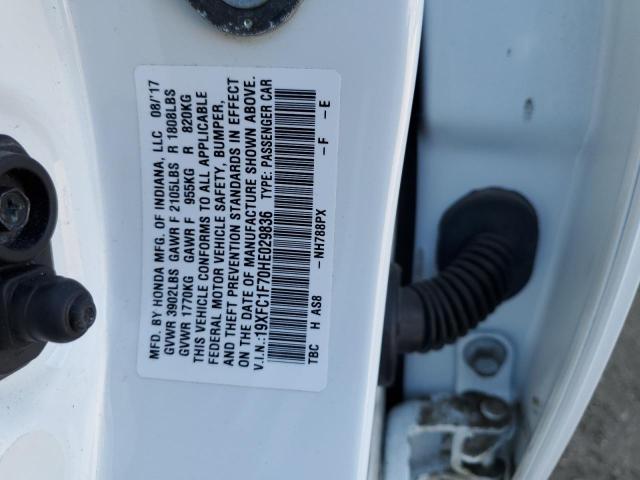 MFD. BY HONDA MFG. OF INDIANA, LLC 08/'17
GVWR 3902LBS GAWR F 2105LBS R 1808LBS
GVWR 1770KG GAWR F 955KG R 820KG
THIS VEHICLE CONFORMS TO ALL APPLICABLE
FEDERAL MOTOR VEHICLE SAFETY, BUMPER,
AND THEFT PREVENTION STANDARDS IN EFFECT
ON THE DATE OF MANUFACTURE SHOWN ABOVE.
V.I.N.:19XFC1F70HE029836 TYPE: PASSENGER CAR
TBC H AS8 -NH788PX -F -E